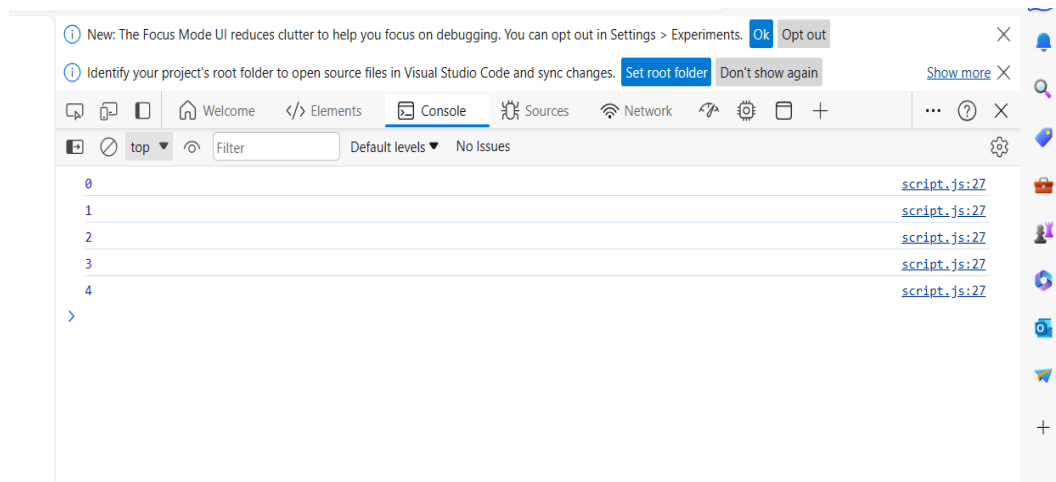 New: The Focus Mode UI reduces clutter to help you focus on debugging. You can opt out in Settings > Experiments. Ok Opt out
Identify your project's root folder to open source files in Visual Studio Code and sync changes. Set root folder Don't show again Show more
Welcome </> Elements Console Sources Network
top Filter Default levels No Issues
0 script.js:27
1 script.js:27
2 script.js:27
3 script.js:27
4 script.js:27